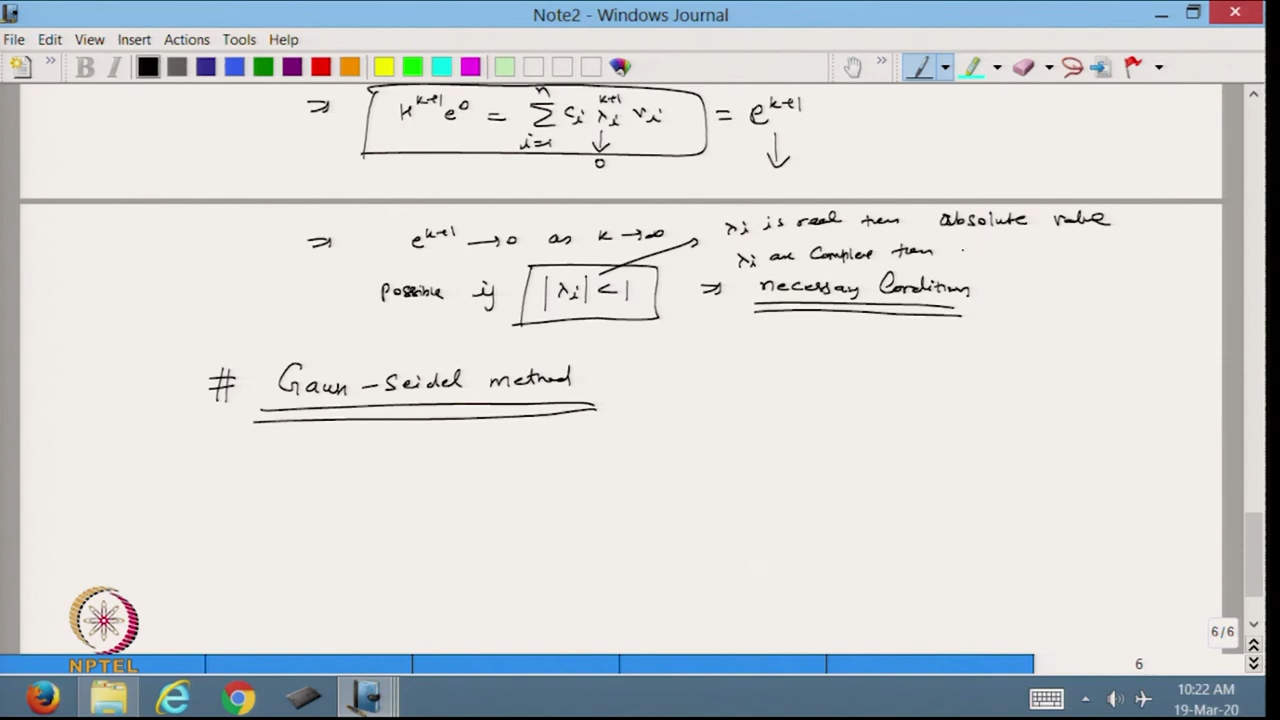 Note2 - Windows Journal
File Edit View Insert Actions Tools Help
⇒ H^{k+1} e^0 = \sum_{i=1}^{n} c_i λ_i^{k+1} v_i = e^{k+1}
↓ 0 ↓
⇒ e^{k+1} → 0 as k → ∞
λi is real then absolute value
λi are Complex then
possible if |λi| < 1 ⇒ necessary Condition
# Gauss - Seidel method
6/6
NPTEL
6
10:22 AM
19-Mar-20